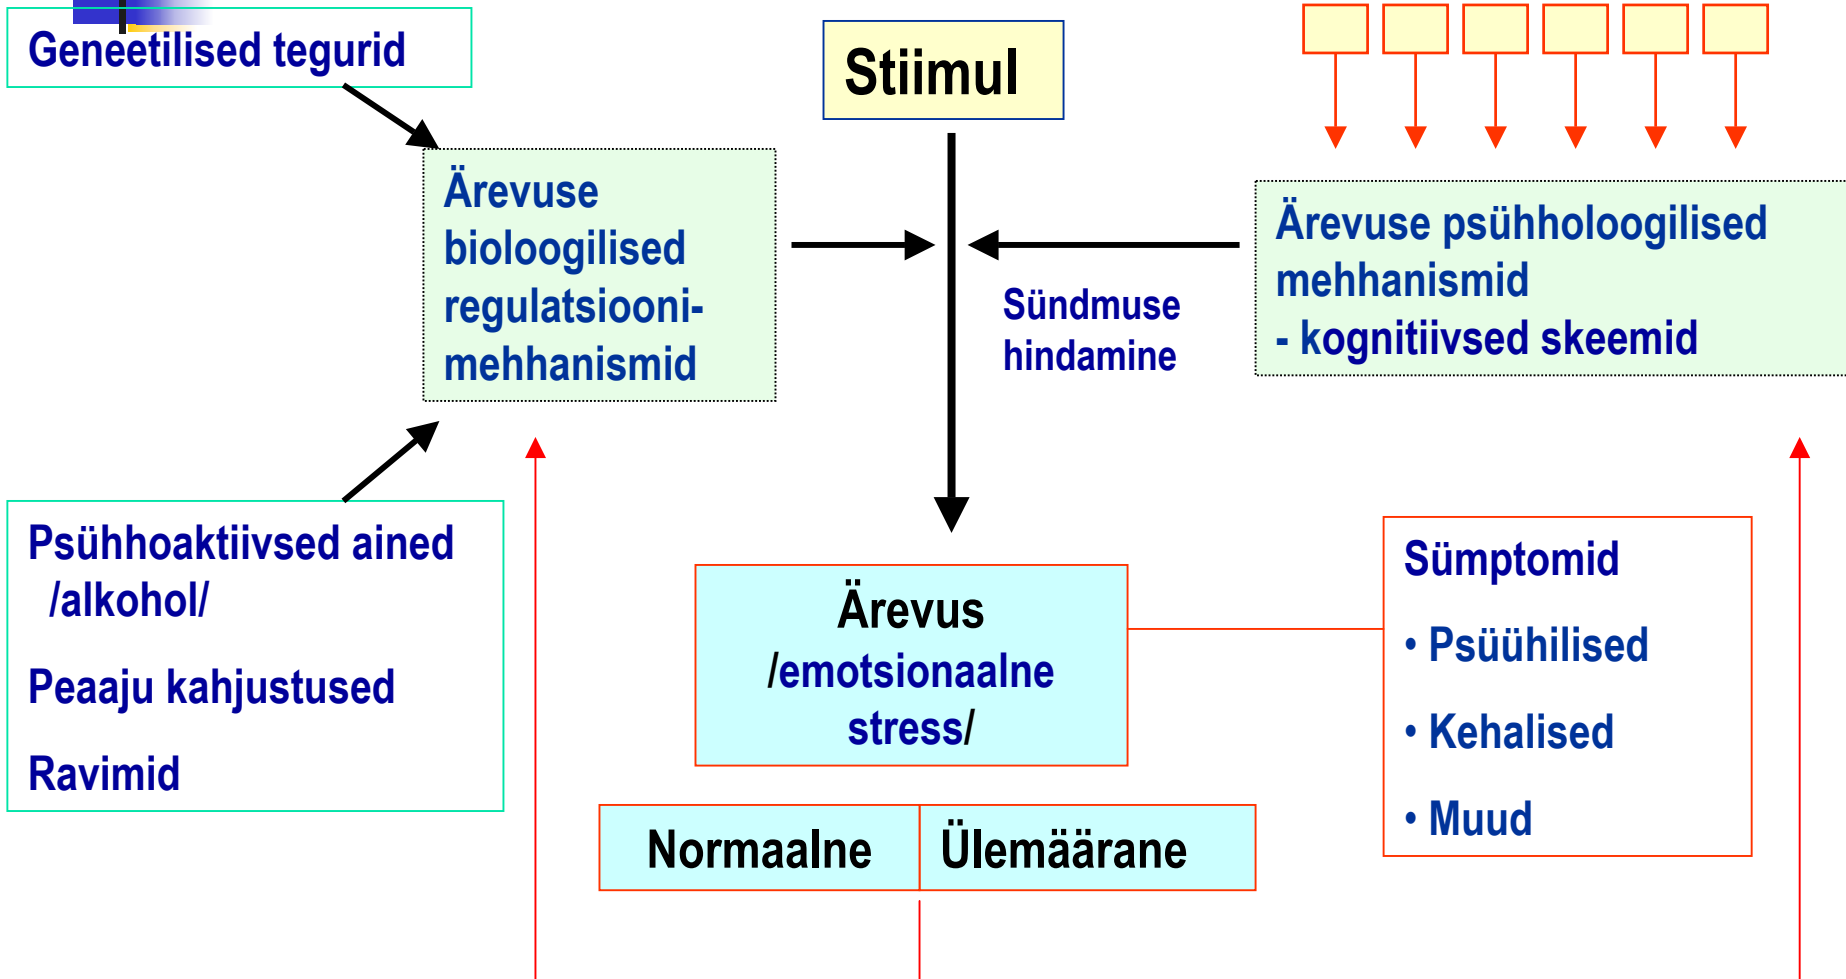 Geneetilised tegurid
Stiimul
Ärevuse
bioloogilised
regulatsiooni-
mehhanismid
Sündmuse
hindamine
Ärevuse psühholoogilised
mehhanismid
- kognitiivsed skeemid
Psühhoaktiivsed ained
/alkohol/
Peaaju kahjustused
Ravimid
Ärevus
/emotsionaalne
stress/
Normaalne
Ülemäärane
Sümptomid
• Psüühilised
• Kehalised
• Muud